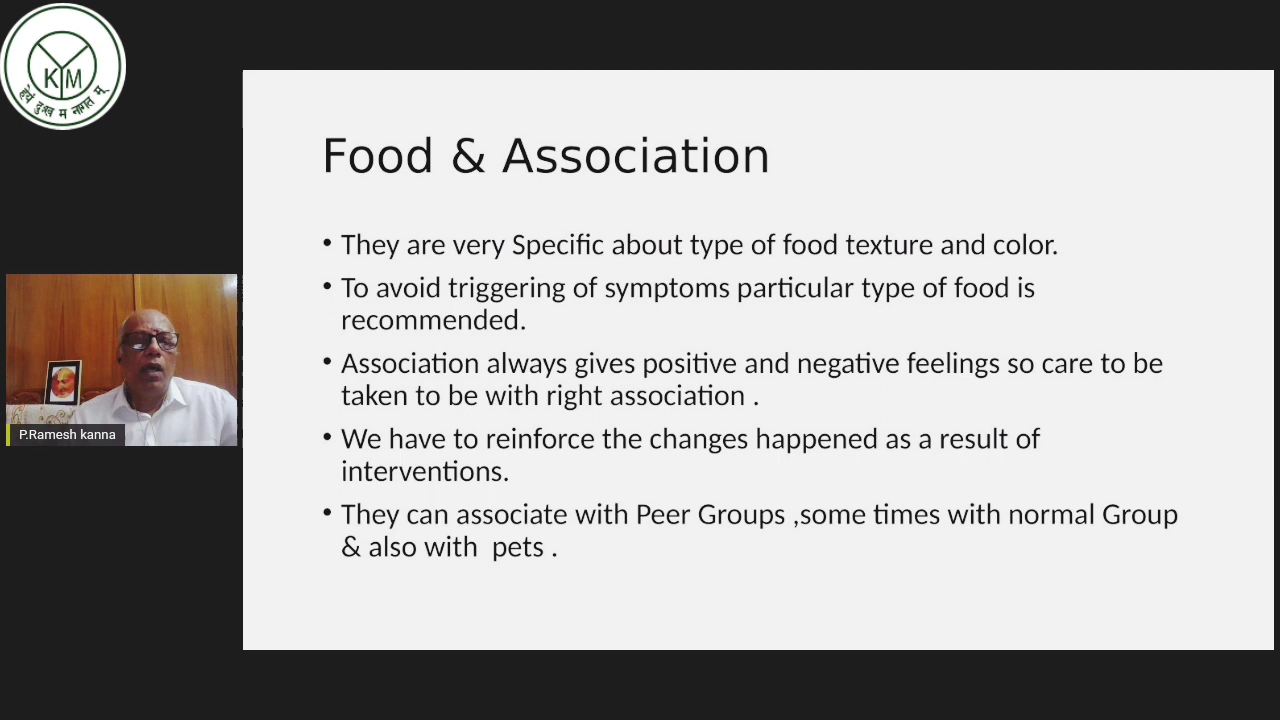 KYM
हेयं दुःख म नागत म्
Food & Association
• They are very Specific about type of food texture and color.
• To avoid triggering of symptoms particular type of food is
recommended.
• Association always gives positive and negative feelings so care to be
taken to be with right association .
• We have to reinforce the changes happened as a result of
interventions.
• They can associate with Peer Groups ,some times with normal Group
& also with pets .
P.Ramesh kanna